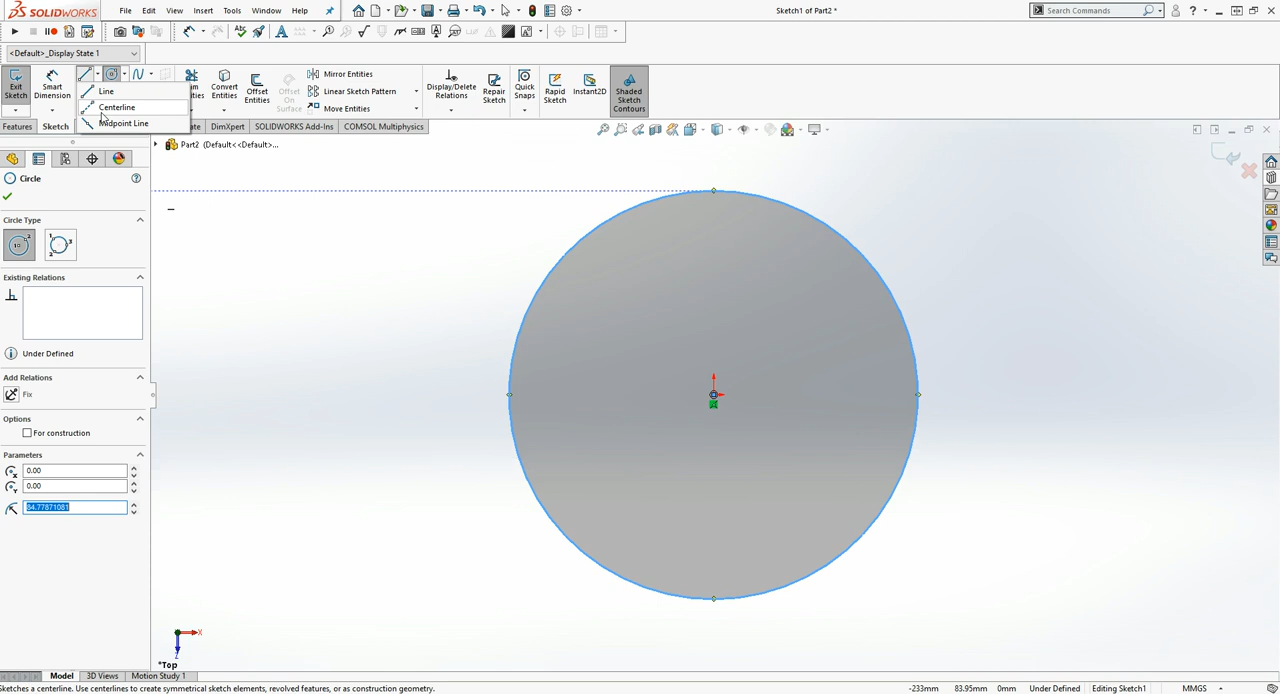 SOLIDWORKS File Edit View Insert Tools Window Help Sketch1 of Part2 * Search Commands
<Default>_Display State 1
Exit Sketch Smart Dimension Convert Entities Offset Entities Offset On Surface Mirror Entities Linear Sketch Pattern Move Entities Display/Delete Relations Repair Sketch Quick Snaps Rapid Sketch Instant2D Shaded Sketch Contours
Line
Centerline
Midpoint Line
Features Sketch DimXpert SOLIDWORKS Add-Ins COMSOL Multiphysics
Part2 (Default<<Default>...
Circle
Circle Type
Existing Relations
Under Defined
Add Relations
Fix
Options
For construction
Parameters
0.00
0.00
84.77871081
X
Z
*Top
Model 3D Views Motion Study 1
Sketches a centerline. Use centerlines to create symmetrical sketch elements, revolved features, or as construction geometry. -233mm 83.95mm 0mm Under Defined Editing Sketch1 MMGS